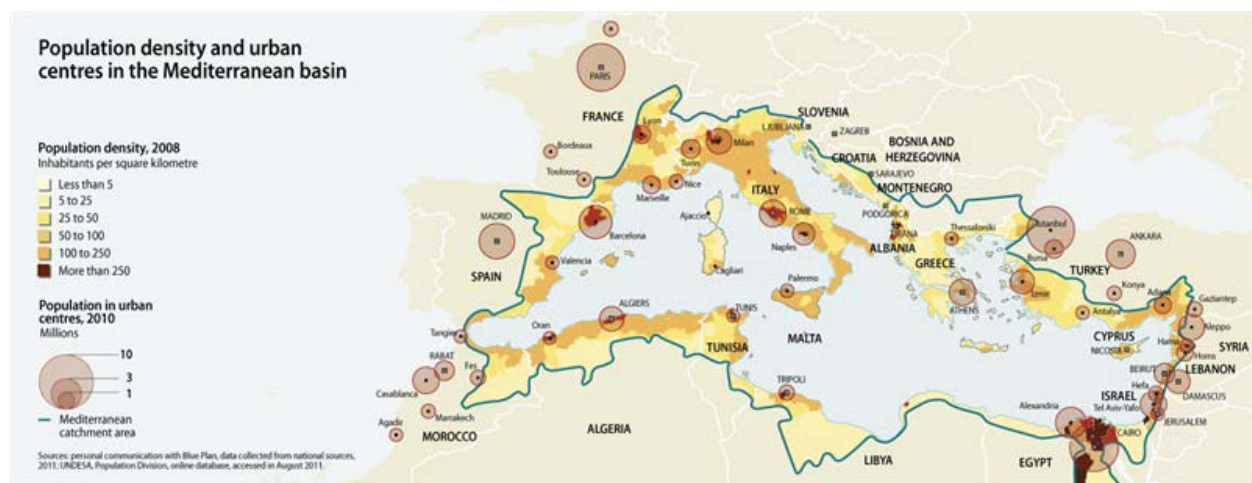 Population density and urban
centres in the Mediterranean basin
Population density, 2008
Inhabitants per square kilometre
Less than 5
5 to 25
25 to 50
50 to 100
100 to 250
More than 250
Population in urban
centres, 2010
Millions
10
3
1
Mediterranean
catchment area
Sources: personal communication with Blue Plan, data collected from national sources,
2011; UNDESA, Population Division, online database, accessed in August 2011.
PARIS
FRANCE
Lyon
Bordeaux
Toulouse
Turin
Milan
Marseille
Nice
SLOVENIA
LJUBLJANA
ZAGREB
BOSNIA AND
HERZEGOVINA
CROATIA
SARAJEVO
MONTENEGRO
PODGORICA
TIRANA
ALBANIA
ITALY
ROME
Naples
Ajaccio
Cagliari
Palermo
MADRID
SPAIN
Barcelona
Valencia
Thessaloniki
GREECE
ATHENS
Istanbul
Bursa
ANKARA
TURKEY
Konya
Izmir
Antalya
Adana
Gaziantep
Aleppo
CYPRUS
NICOSIA
Hama
Homs
SYRIA
LEBANON
BEIRUT
DAMASCUS
ISRAEL
Hefa
Tel Aviv-Yafo
JERUSALEM
Alexandria
CAIRO
EGYPT
LIBYA
TRIPOLI
MALTA
TUNIS
TUNISIA
ALGIERS
Oran
ALGERIA
Tangier
RABAT
Fes
Casablanca
Marrakech
Agadir
MOROCCO